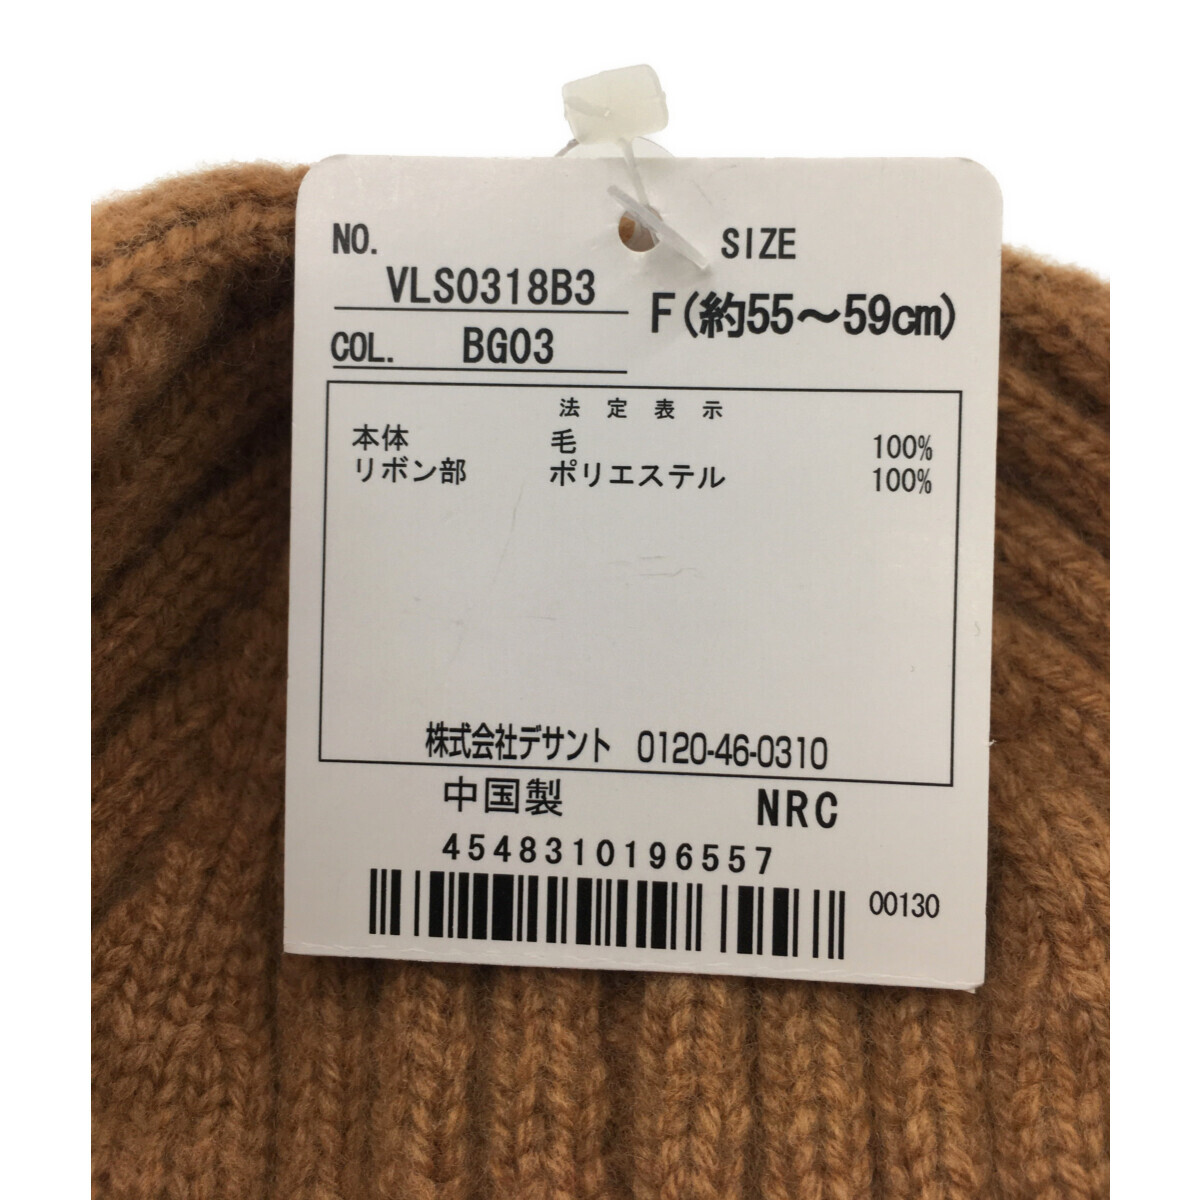 NO.
VLS0318B3
COL. BG03
SIZE
F(約55～59cm)
法定表示
本体 毛 100%
リボン部 ポリエステル 100%
株式会社デサント 0120-46-0310
中国製 NRC
4548310196557
00130